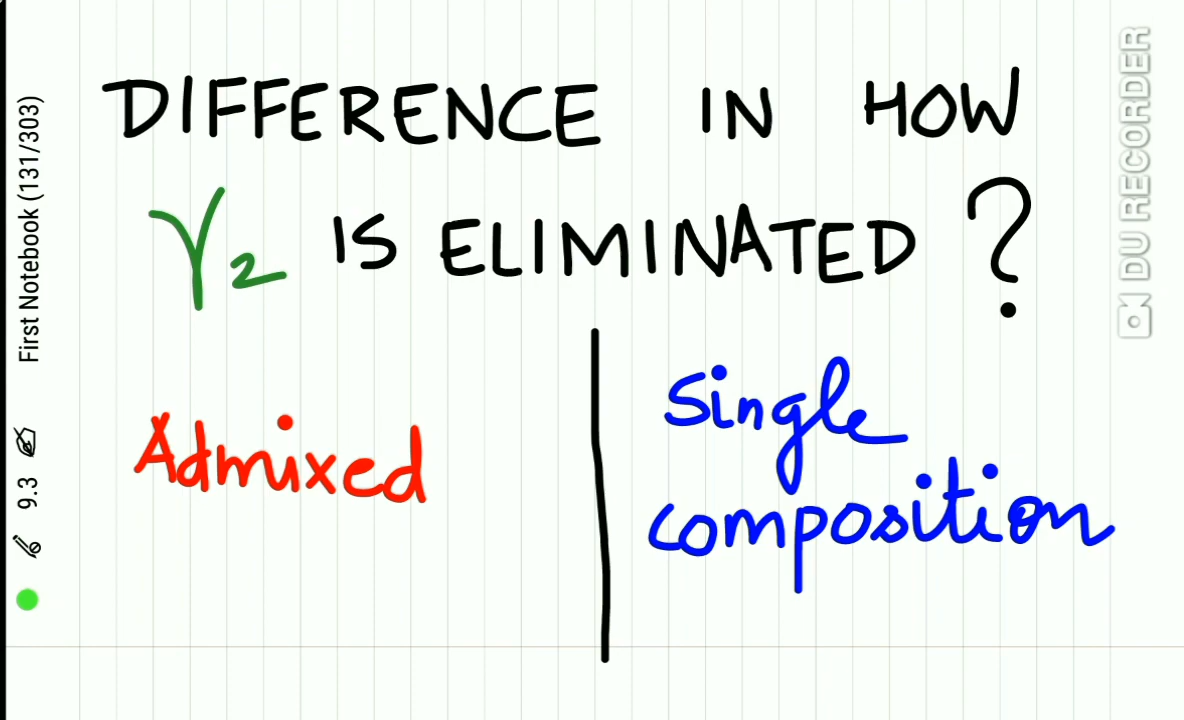 DIFFERENCE IN HOW
γ2 IS ELIMINATED ?
Admixed
Single
composition
First Notebook (131/303)
9.3
DU RECORDER